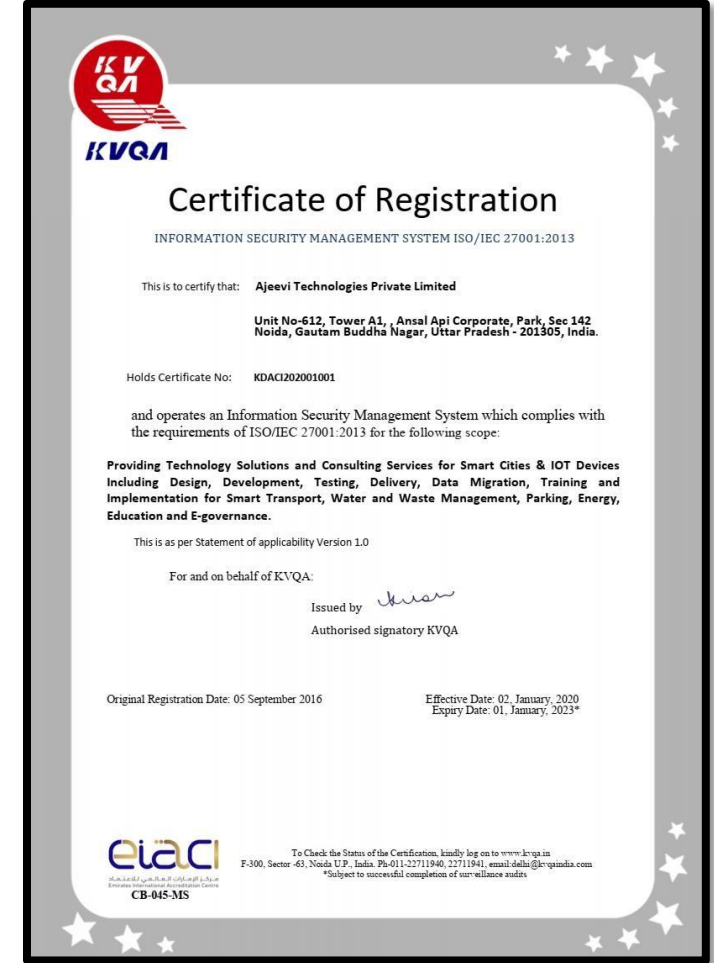 KV
QA
KVQA
Certificate of Registration
INFORMATION SECURITY MANAGEMENT SYSTEM ISO/IEC 27001:2013
This is to certify that: Ajeevi Technologies Private Limited
Unit No-612, Tower A1, , Ansal Api Corporate, Park, Sec 142
Noida, Gautam Buddha Nagar, Uttar Pradesh - 201305, India.
Holds Certificate No: KDACI202001001
and operates an Information Security Management System which complies with
the requirements of ISO/IEC 27001:2013 for the following scope:
Providing Technology Solutions and Consulting Services for Smart Cities & IOT Devices
Including Design, Development, Testing, Delivery, Data Migration, Training and
Implementation for Smart Transport, Water and Waste Management, Parking, Energy,
Education and E-governance.
This is as per Statement of applicability Version 1.0
For and on behalf of KVQA:
Issued by
Authorised signatory KVQA
Original Registration Date: 05 September 2016
Effective Date: 02, January, 2020
Expiry Date: 01, January, 2023*
eiaci
مركز الإمارات العالمي للاعتماد
Emirates International Accreditation Centre
CB-045-MS
To Check the Status of the Certification, kindly log on to www.kvqa.in
F-300, Sector -63, Noida U.P., India. Ph-011-22711940, 22711941, email:delhi@kvqaindia.com
*Subject to successful completion of surveillance audits